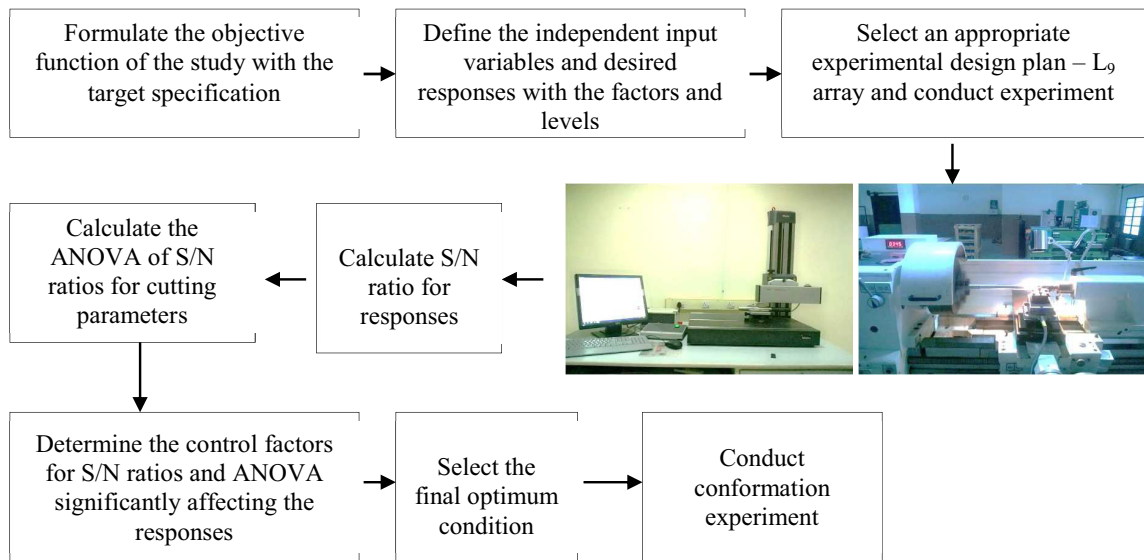 Formulate the objective
function of the study with the
target specification
Define the independent input
variables and desired
responses with the factors and
levels
Select an appropriate
experimental design plan – L₉
array and conduct experiment
Calculate the
ANOVA of S/N
ratios for cutting
parameters
Calculate S/N
ratio for
responses
Determine the control factors
for S/N ratios and ANOVA
significantly affecting the
responses
Select the
final optimum
condition
Conduct
conformation
experiment